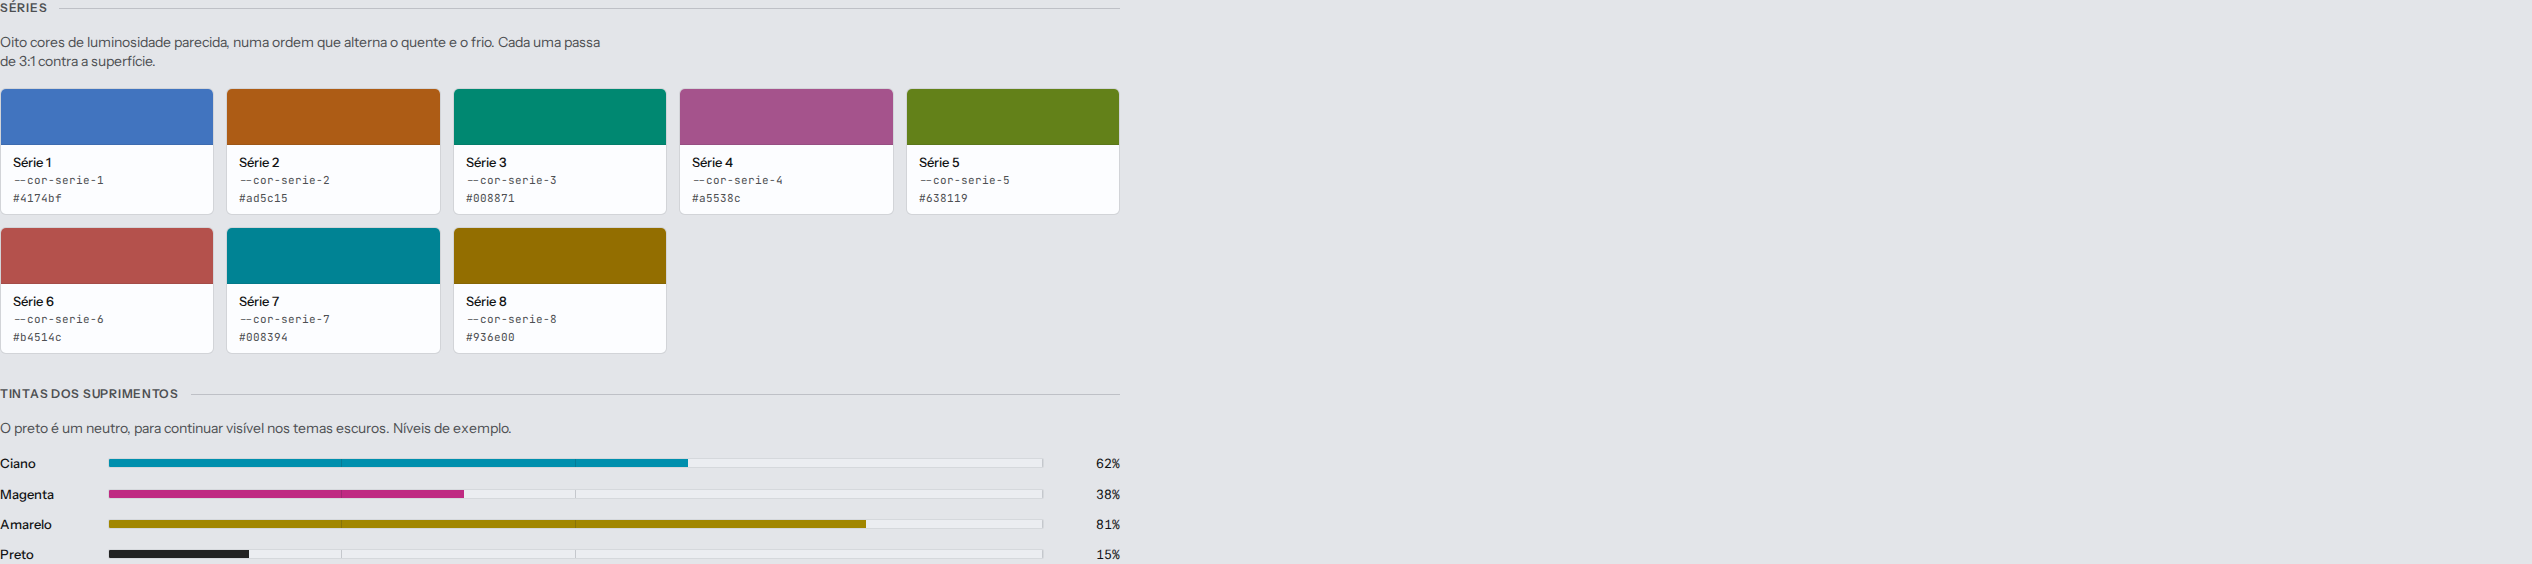 SÉRIES
Oito cores de luminosidade parecida, numa ordem que alterna o quente e o frio. Cada uma passa
de 3:1 contra a superfície.
Série 1
--cor-serie-1
#4174bf
Série 2
--cor-serie-2
#ad5c15
Série 3
--cor-serie-3
#008871
Série 4
--cor-serie-4
#a5538c
Série 5
--cor-serie-5
#638119
Série 6
--cor-serie-6
#b4514c
Série 7
--cor-serie-7
#008394
Série 8
--cor-serie-8
#936e00
TINTAS DOS SUPRIMENTOS
O preto é um neutro, para continuar visível nos temas escuros. Níveis de exemplo.
Ciano 62%
Magenta 38%
Amarelo 81%
Preto 15%